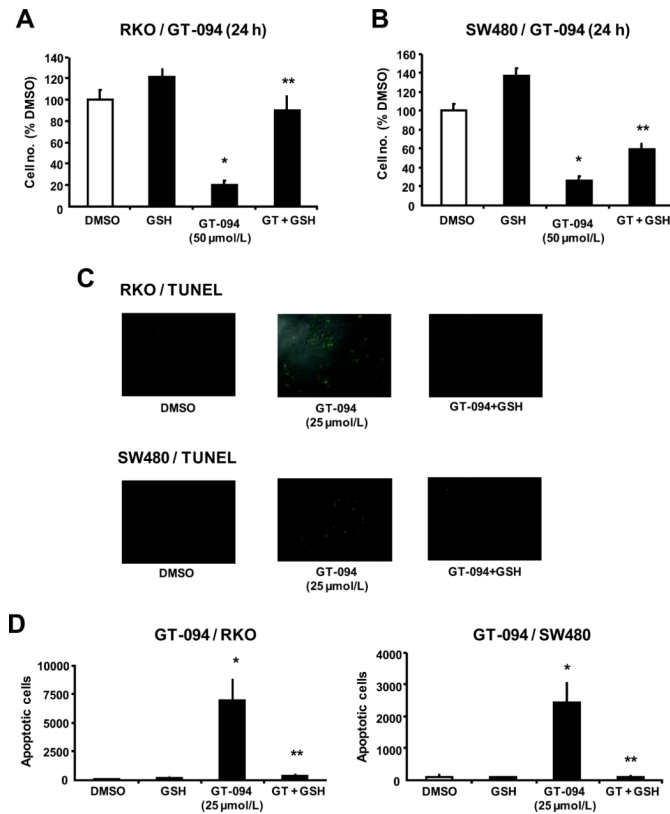 A
RKO / GT-094 (24 h)
Cell no. (% DMSO)
140
120
100
80
60
40
20
0
*
**
DMSO
GSH
GT-094
(50 µmol/L)
GT + GSH
B
SW480 / GT-094 (24 h)
Cell no. (% DMSO)
160
140
120
100
80
60
40
20
0
*
**
DMSO
GSH
GT-094
(50 µmol/L)
GT + GSH
C
RKO / TUNEL
DMSO
GT-094
(25 µmol/L)
GT-094+GSH
SW480 / TUNEL
DMSO
GT-094
(25 µmol/L)
GT-094+GSH
D
GT-094 / RKO
Apoptotic cells
10000
7500
5000
2500
0
*
**
DMSO
GSH
GT-094
(25 µmol/L)
GT + GSH
GT-094 / SW480
Apoptotic cells
4000
3000
2000
1000
0
*
**
DMSO
GSH
GT-094
(25 µmol/L)
GT + GSH